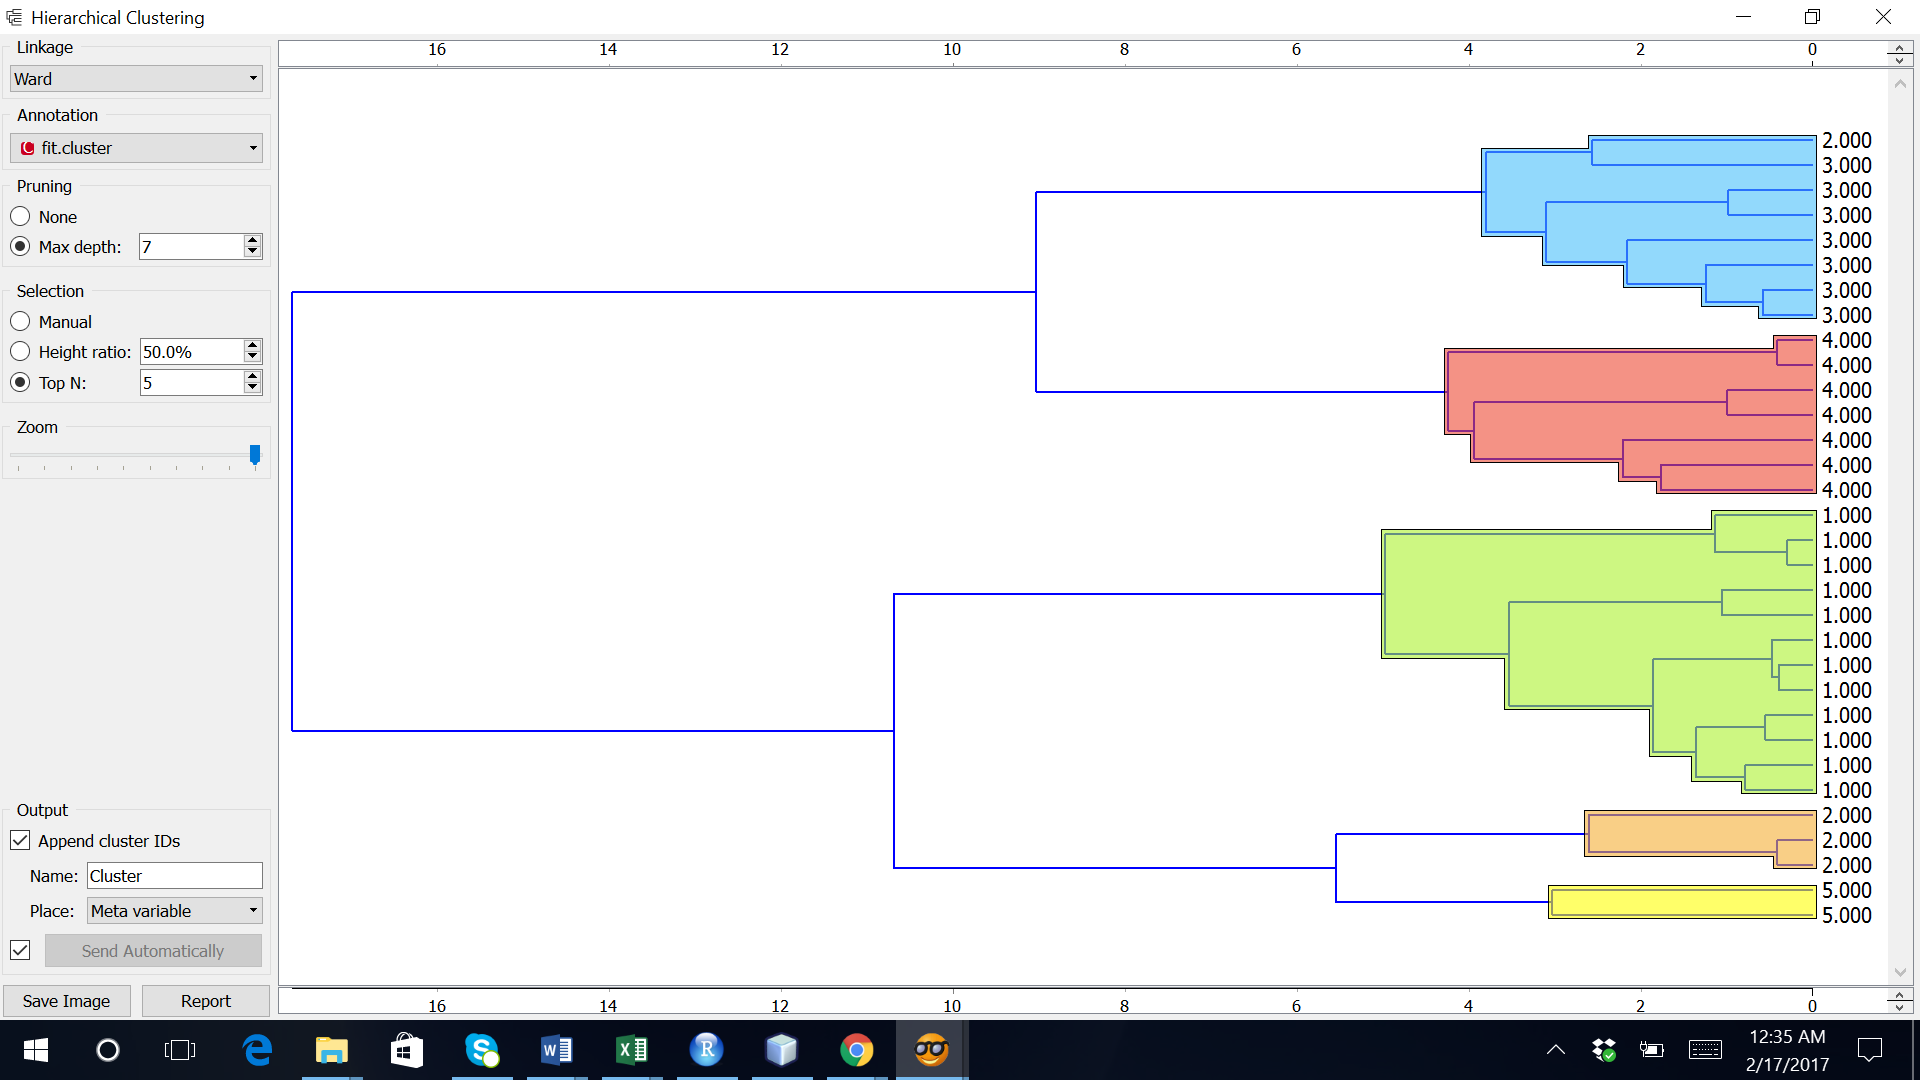 Hierarchical Clustering
Linkage
Ward
Annotation
C fit.cluster
Pruning
None
Max depth: 7
Selection
Manual
Height ratio: 50.0%
Top N: 5
Zoom
Output
Append cluster IDs
Name: Cluster
Place: Meta variable
Send Automatically
Save Image Report
16 14 12 10 8 6 4 2 0
2.000
3.000
3.000
3.000
3.000
3.000
3.000
3.000
4.000
4.000
4.000
4.000
4.000
4.000
4.000
1.000
1.000
1.000
1.000
1.000
1.000
1.000
1.000
1.000
1.000
1.000
1.000
2.000
2.000
2.000
5.000
5.000
16 14 12 10 8 6 4 2 0
12:35 AM
2/17/2017